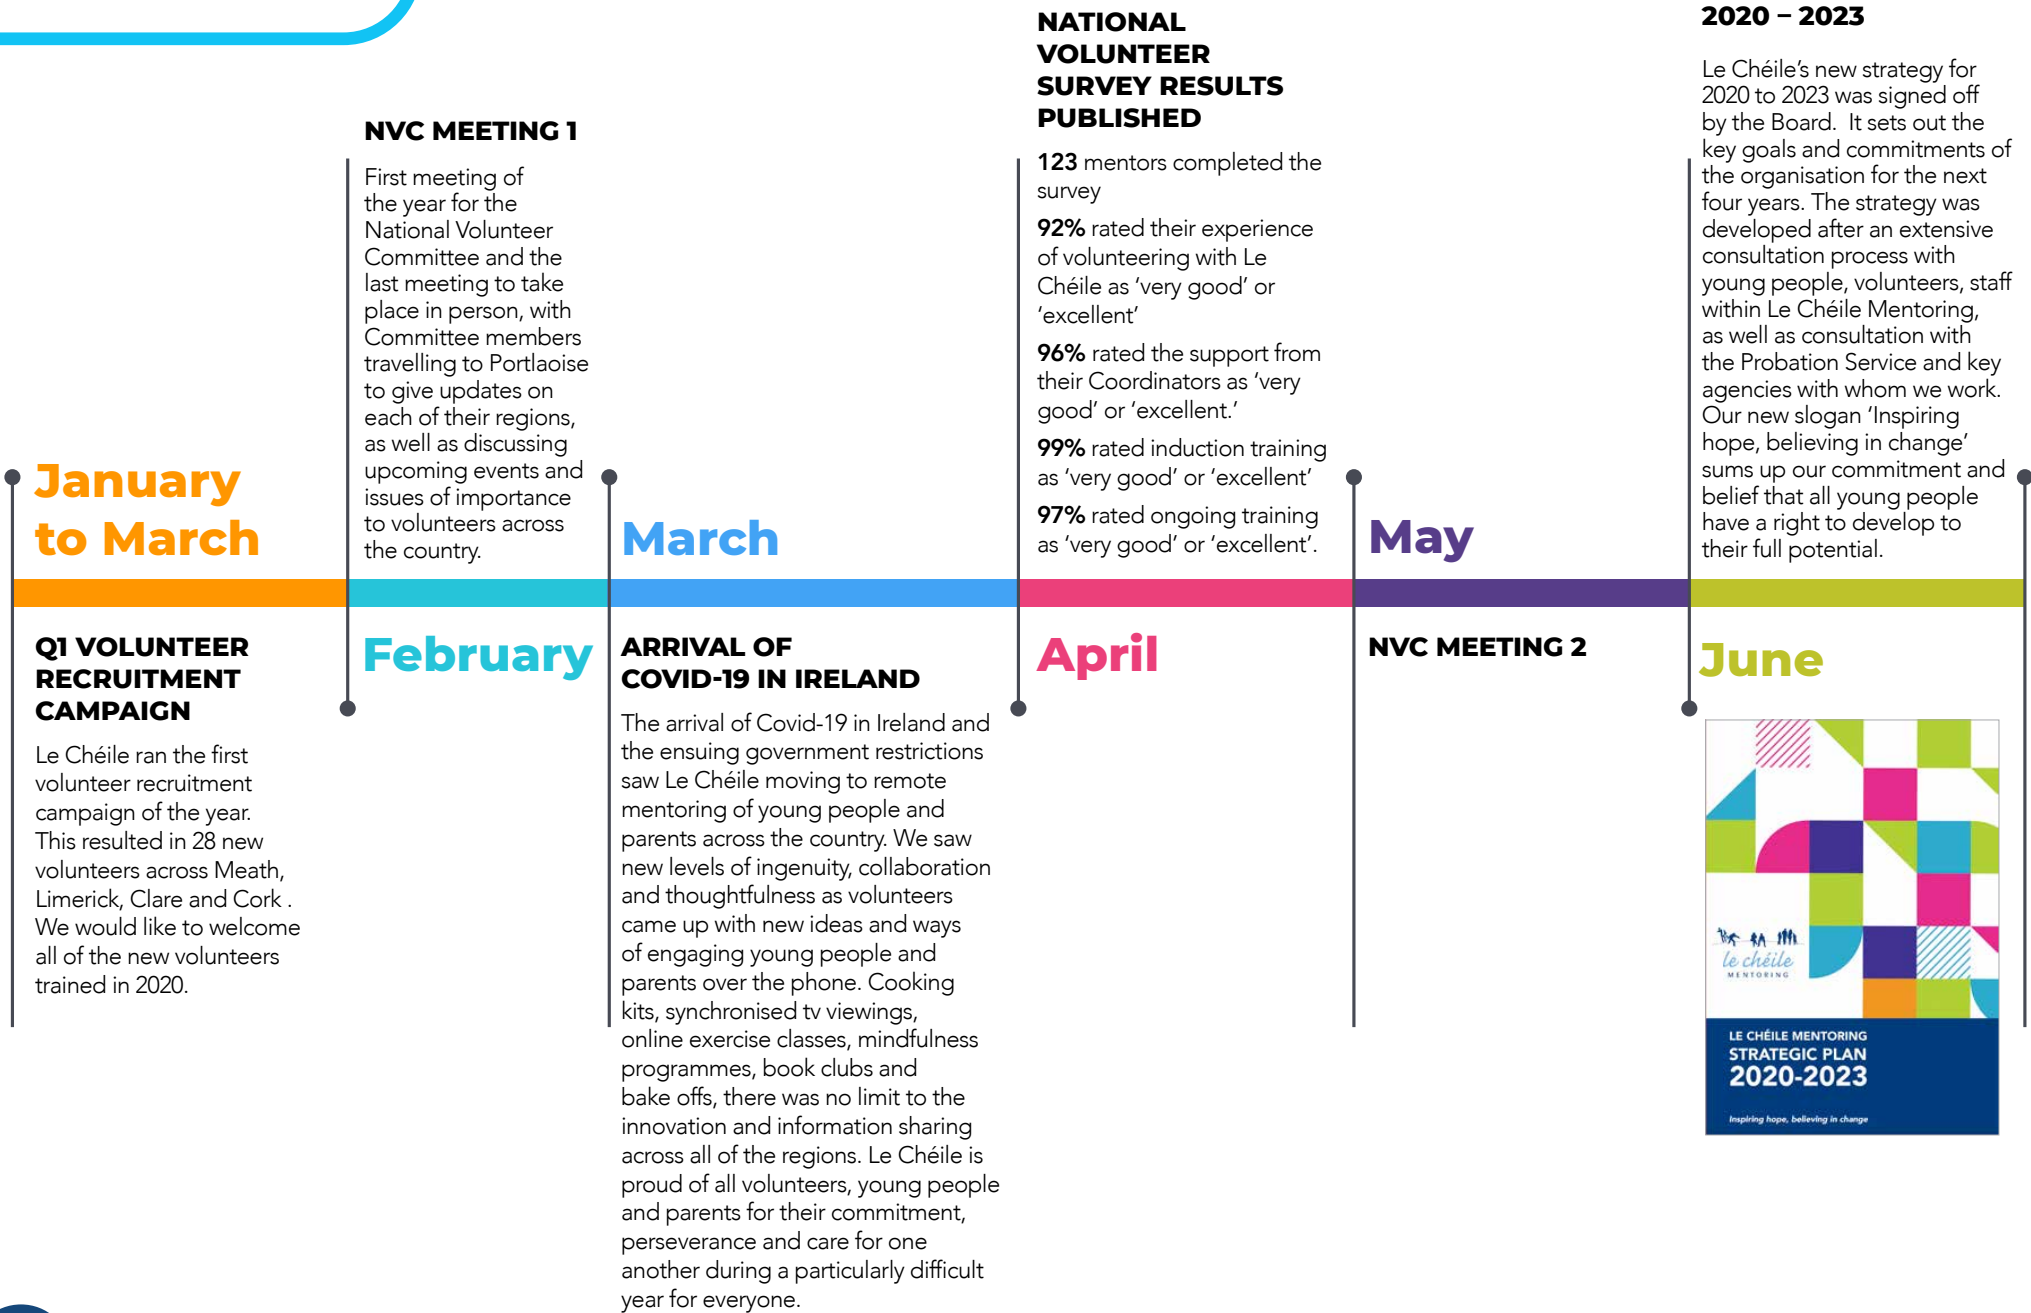 January
to March
Q1 VOLUNTEER
RECRUITMENT
CAMPAIGN
Le Chéile ran the first
volunteer recruitment
campaign of the year.
This resulted in 28 new
volunteers across Meath,
Limerick, Clare and Cork .
We would like to welcome
all of the new volunteers
trained in 2020.
NVC MEETING 1
First meeting of
the year for the
National Volunteer
Committee and the
last meeting to take
place in person, with
Committee members
travelling to Portlaoise
to give updates on
each of their regions,
as well as discussing
upcoming events and
issues of importance
to volunteers across
the country.
February
March
ARRIVAL OF
COVID-19 IN IRELAND
The arrival of Covid-19 in Ireland and
the ensuing government restrictions
saw Le Chéile moving to remote
mentoring of young people and
parents across the country. We saw
new levels of ingenuity, collaboration
and thoughtfulness as volunteers
came up with new ideas and ways
of engaging young people and
parents over the phone. Cooking
kits, synchronised tv viewings,
online exercise classes, mindfulness
programmes, book clubs and
bake offs, there was no limit to the
innovation and information sharing
across all of the regions. Le Chéile is
proud of all volunteers, young people
and parents for their commitment,
perseverance and care for one
another during a particularly difficult
year for everyone.
NATIONAL
VOLUNTEER
SURVEY RESULTS
PUBLISHED
123 mentors completed the
survey
92% rated their experience
of volunteering with Le
Chéile as ‘very good’ or
‘excellent’
96% rated the support from
their Coordinators as ‘very
good’ or ‘excellent.’
99% rated induction training
as ‘very good’ or ‘excellent’
97% rated ongoing training
as ‘very good’ or ‘excellent’.
April
May
NVC MEETING 2
2020 – 2023
Le Chéile’s new strategy for
2020 to 2023 was signed off
by the Board.  It sets out the
key goals and commitments of
the organisation for the next
four years. The strategy was
developed after an extensive
consultation process with
young people, volunteers, staff
within Le Chéile Mentoring,
as well as consultation with
the Probation Service and key
agencies with whom we work.
Our new slogan ‘Inspiring
hope, believing in change’
sums up our commitment and
belief that all young people
have a right to develop to
their full potential.
June
le chéile
MENTORING
LE CHÉILE MENTORING
STRATEGIC PLAN
2020-2023
Inspiring hope, believing in change